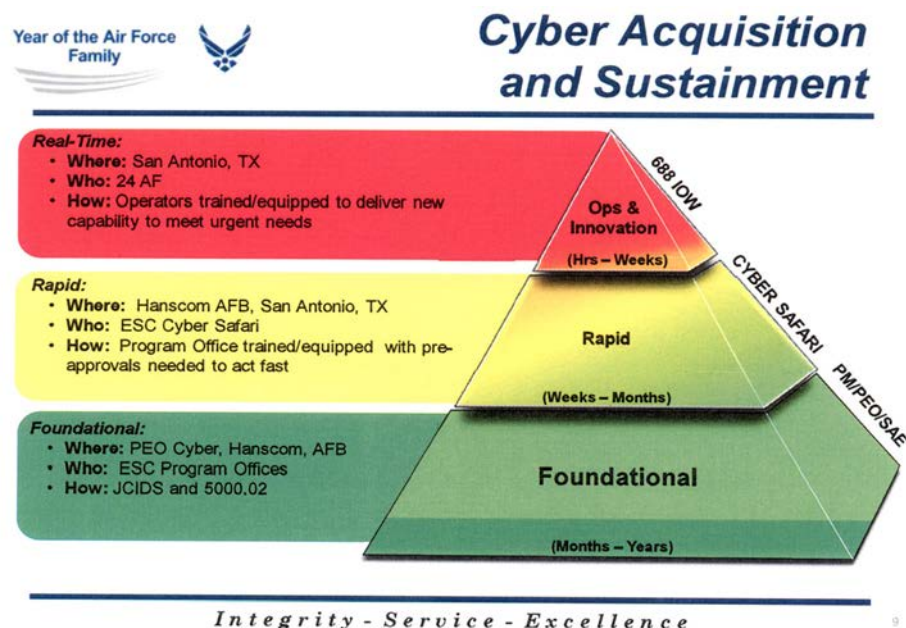 Year of the Air Force
Family
Cyber Acquisition
and Sustainment
Real-Time:
• Where: San Antonio, TX
• Who: 24 AF
• How: Operators trained/equipped to deliver new
capability to meet urgent needs
Rapid:
• Where: Hanscom AFB, San Antonio, TX
• Who: ESC Cyber Safari
• How: Program Office trained/equipped with pre-
approvals needed to act fast
Foundational:
• Where: PEO Cyber, Hanscom, AFB
• Who: ESC Program Offices
• How: JCIDS and 5000.02
Ops &
Innovation
(Hrs – Weeks)
688 IOW
Rapid
(Weeks – Months)
CYBER SAFARI
Foundational
(Months – Years)
PM/PEO/SAE
Integrity - Service - Excellence
9